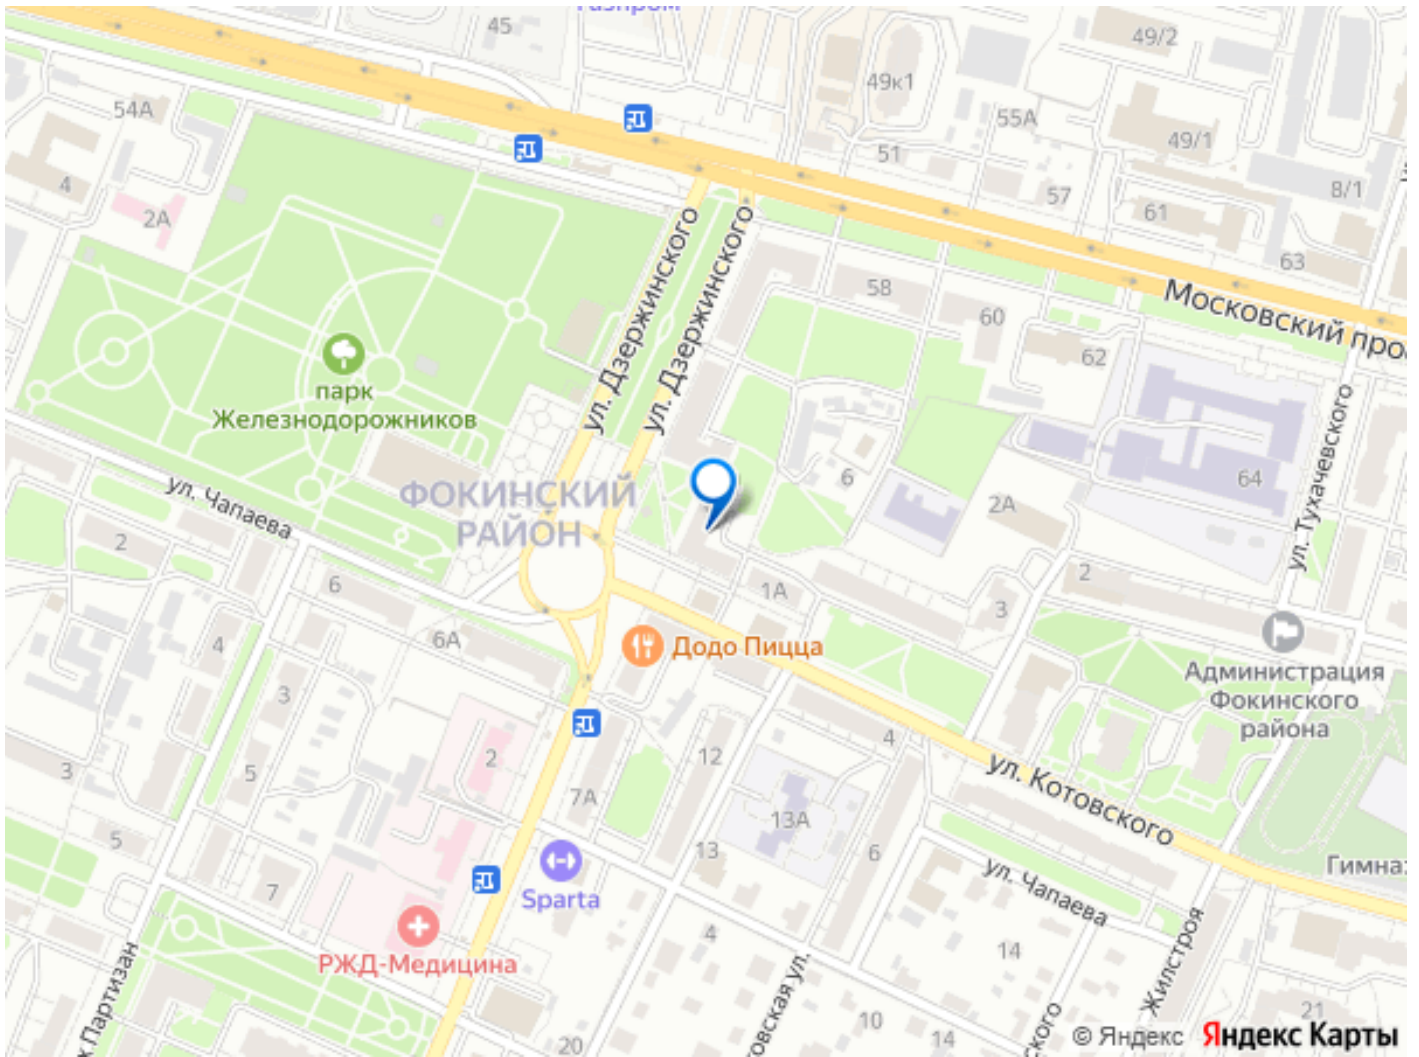 Газпром
45
49/2
49к1
54А
55А
49/1
51
4
57
8/1
2А
61
63
ул. Дзержинского
ул. Дзержинского
58
Московский про
60
62
парк
Железнодорожников
ул. Тухачевского
6
64
ул. Чапаева
ФОКИНСКИЙ
РАЙОН
2А
2
6
1А
2
3
6А
4
Додо Пицца
Администрация
Фокинского
района
3
2
12
4
ул. Котовского
3
5
7А
13А
5
13
6
Гимназ
7
Sparta
ул. Чапаева
4
14
Жилстроя
РЖД-Медицина
х Партизан
овская ул.
ского
10
14
20
21
© Яндекс
Яндекс Карты